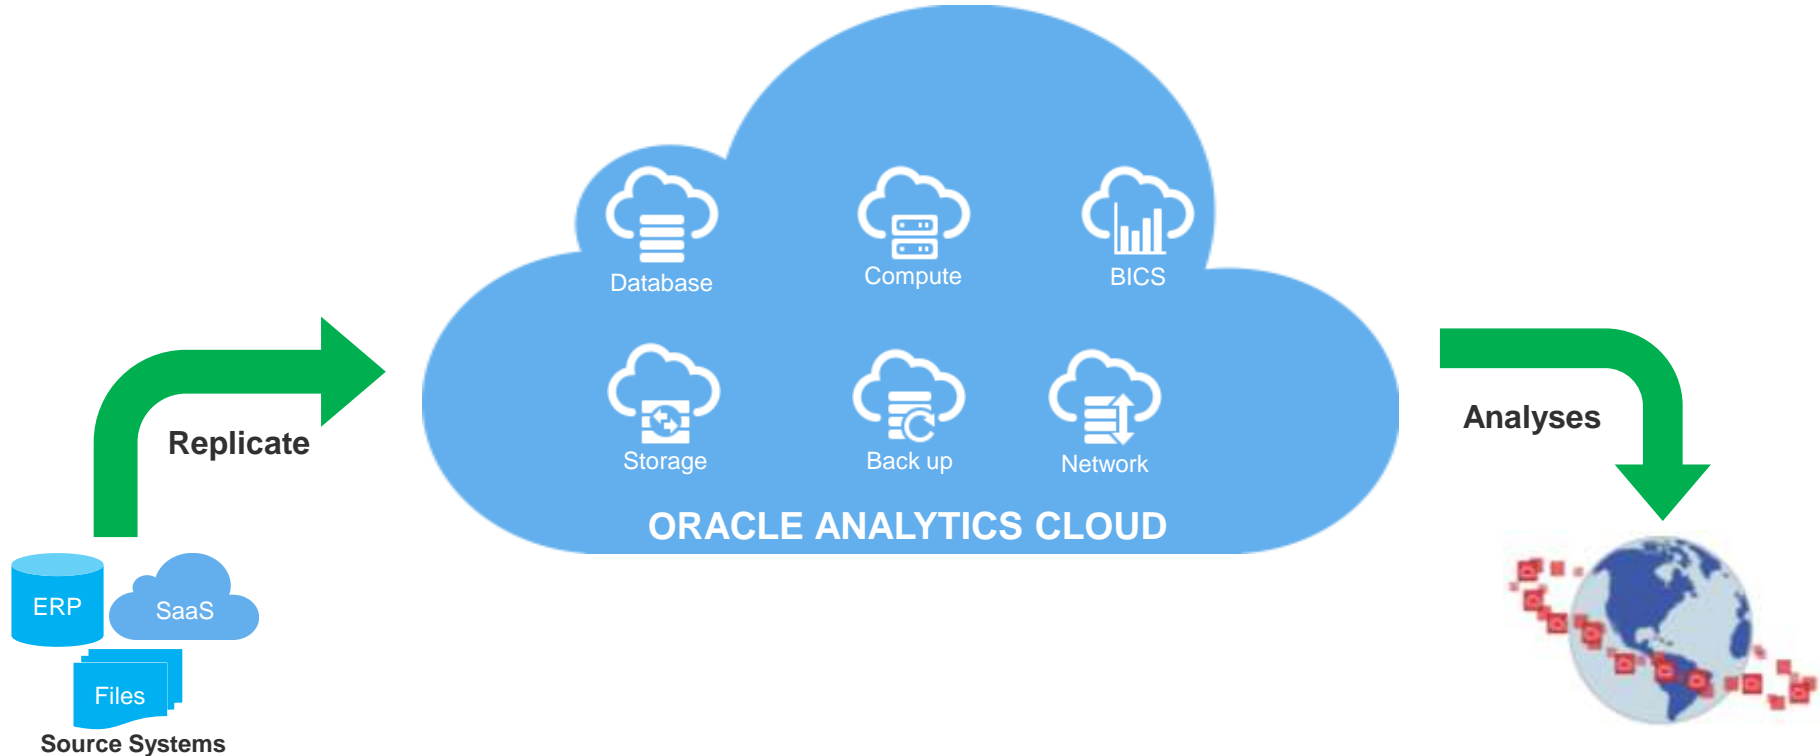 Database
Compute
BICS
Storage
Back up
Network
ORACLE ANALYTICS CLOUD
Replicate
Analyses
ERP
SaaS
Files
Source Systems